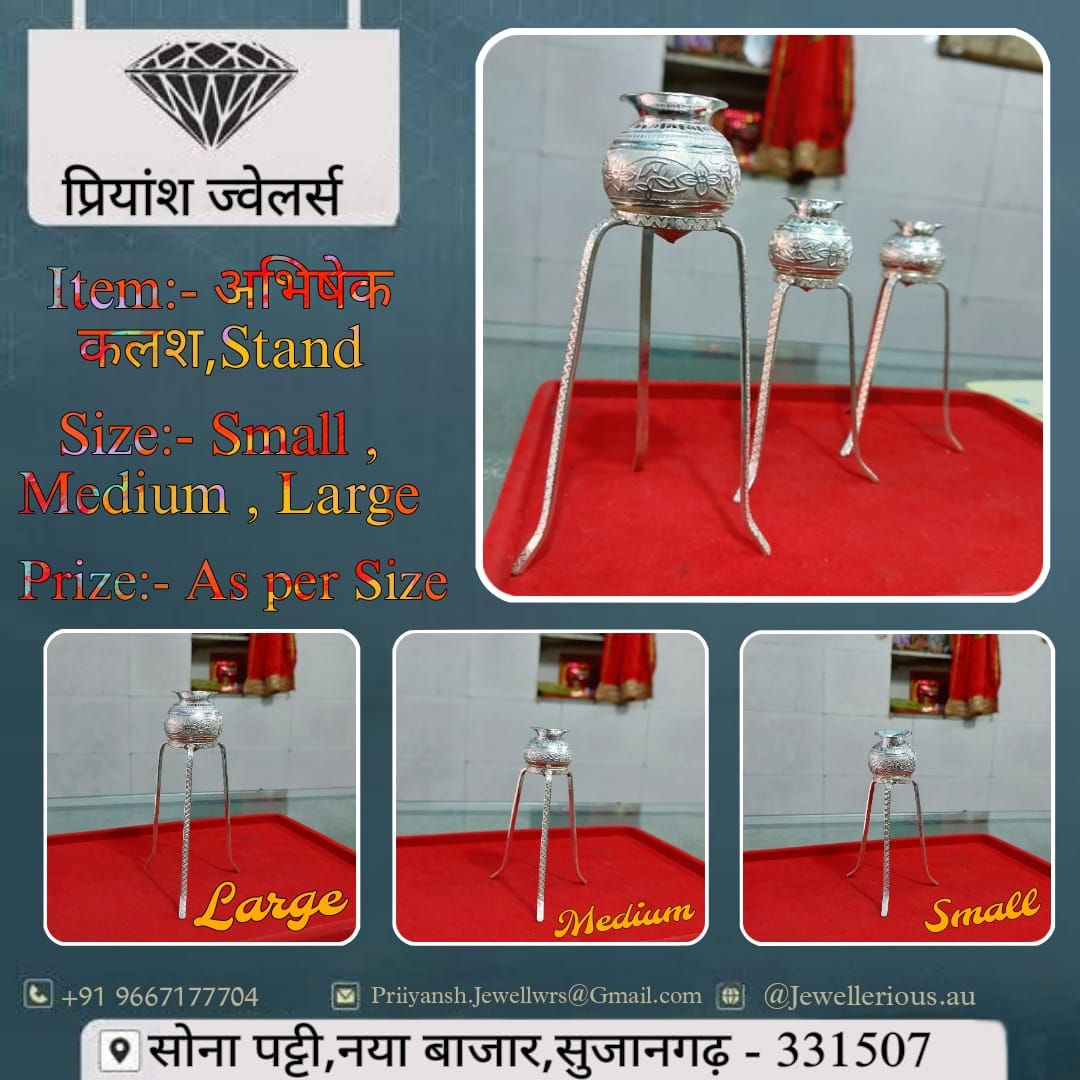 प्रियांश ज्वेलर्स
Item:- अभिषेक
कलश,Stand
Size:- Small ,
Medium , Large
Prize:- As per Size
Large
Medium
Small
+91 9667177704
Priiyansh.Jewellwrs@Gmail.com
@Jewellerious.au
सोना पट्टी,नया बाजार,सुजानगढ़ - 331507